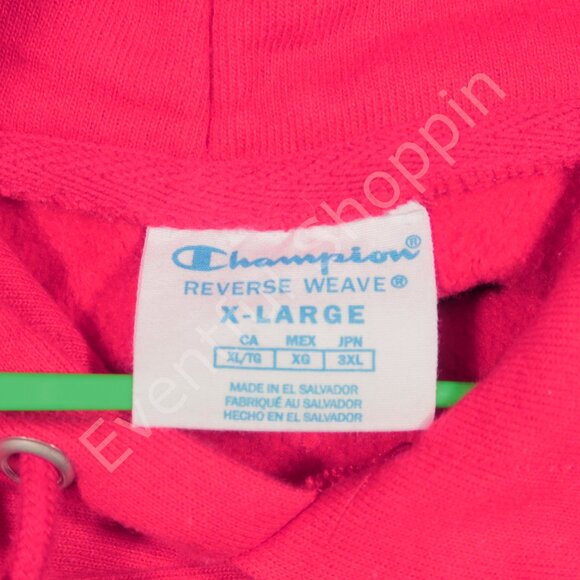 Champion®
REVERSE WEAVE®
X-LARGE
CA MEX JPN
XL/TG XG 3XL
MADE IN EL SALVADOR
FABRIQUÉ AU SALVADOR
HECHO EN EL SALVADOR